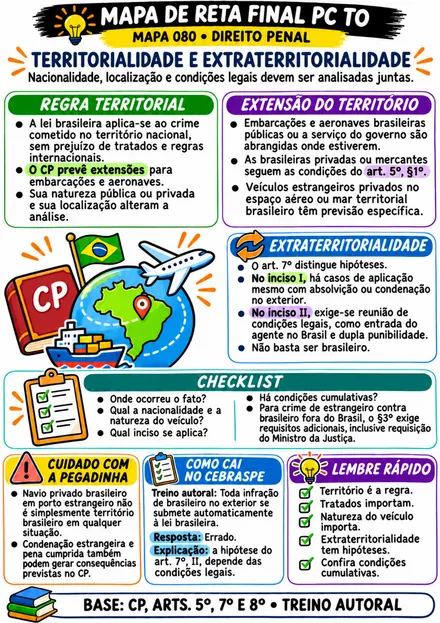 MAPA DE RETA FINAL PC TO
MAPA 080 • DIREITO PENAL
TERRITORIALIDADE E EXTRATERRITORIALIDADE
Nacionalidade, localização e condições legais devem ser analisadas juntas.
REGRA TERRITORIAL
• A lei brasileira aplica-se ao crime
cometido no território nacional,
sem prejuízo de tratados e regras
internacionais.
• O CP prevê extensões para
embarcações e aeronaves.
• Sua natureza pública ou privada
e sua localização alteram a
análise.
EXTENSÃO DO TERRITÓRIO
• Embarcações e aeronaves brasileiras
públicas ou a serviço do governo são
abrangidas onde estiverem.
• As brasileiras privadas ou mercantes
seguem as condições do art. 5º, §1º.
• Veículos estrangeiros privados no
espaço aéreo ou mar territorial
brasileiro têm previsão específica.
CP
EXTRATERRITORIALIDADE
• O art. 7º distingue hipóteses.
• No inciso I, há casos de aplicação
mesmo com absolvição ou condenação
no exterior.
• No inciso II, exige-se reunião de
condições legais, como entrada do
agente no Brasil e dupla punibilidade.
• Não basta ser brasileiro.
CHECKLIST
• Onde ocorreu o fato?
• Qual a nacionalidade e a
natureza do veículo?
• Qual inciso se aplica?
• Há condições cumulativas?
• Para crime de estrangeiro contra
brasileiro fora do Brasil, o §3º exige
requisitos adicionais, inclusive requisição
do Ministro da Justiça.
CUIDADO COM
A PEGADINHA
• Navio privado brasileiro
em porto estrangeiro não
é simplesmente território
brasileiro em qualquer
situação.
• Condenação estrangeira e
pena cumprida também
podem gerar consequências
previstas no CP.
COMO CAI
NO CEBRASPE
Treino autoral: Toda infração
de brasileiro no exterior se
submete automaticamente
à lei brasileira.
Resposta: Errado.
Explicação: a hipótese do
art. 7º, II, depende das
condições legais.
LEMBRE RÁPIDO
Território é a regra.
Tratados importam.
Natureza do veículo
importa.
Extraterritorialidade
tem hipóteses.
Confira condições
cumulativas.
BASE: CP, ARTS. 5º, 7º E 8º • TREINO AUTORAL